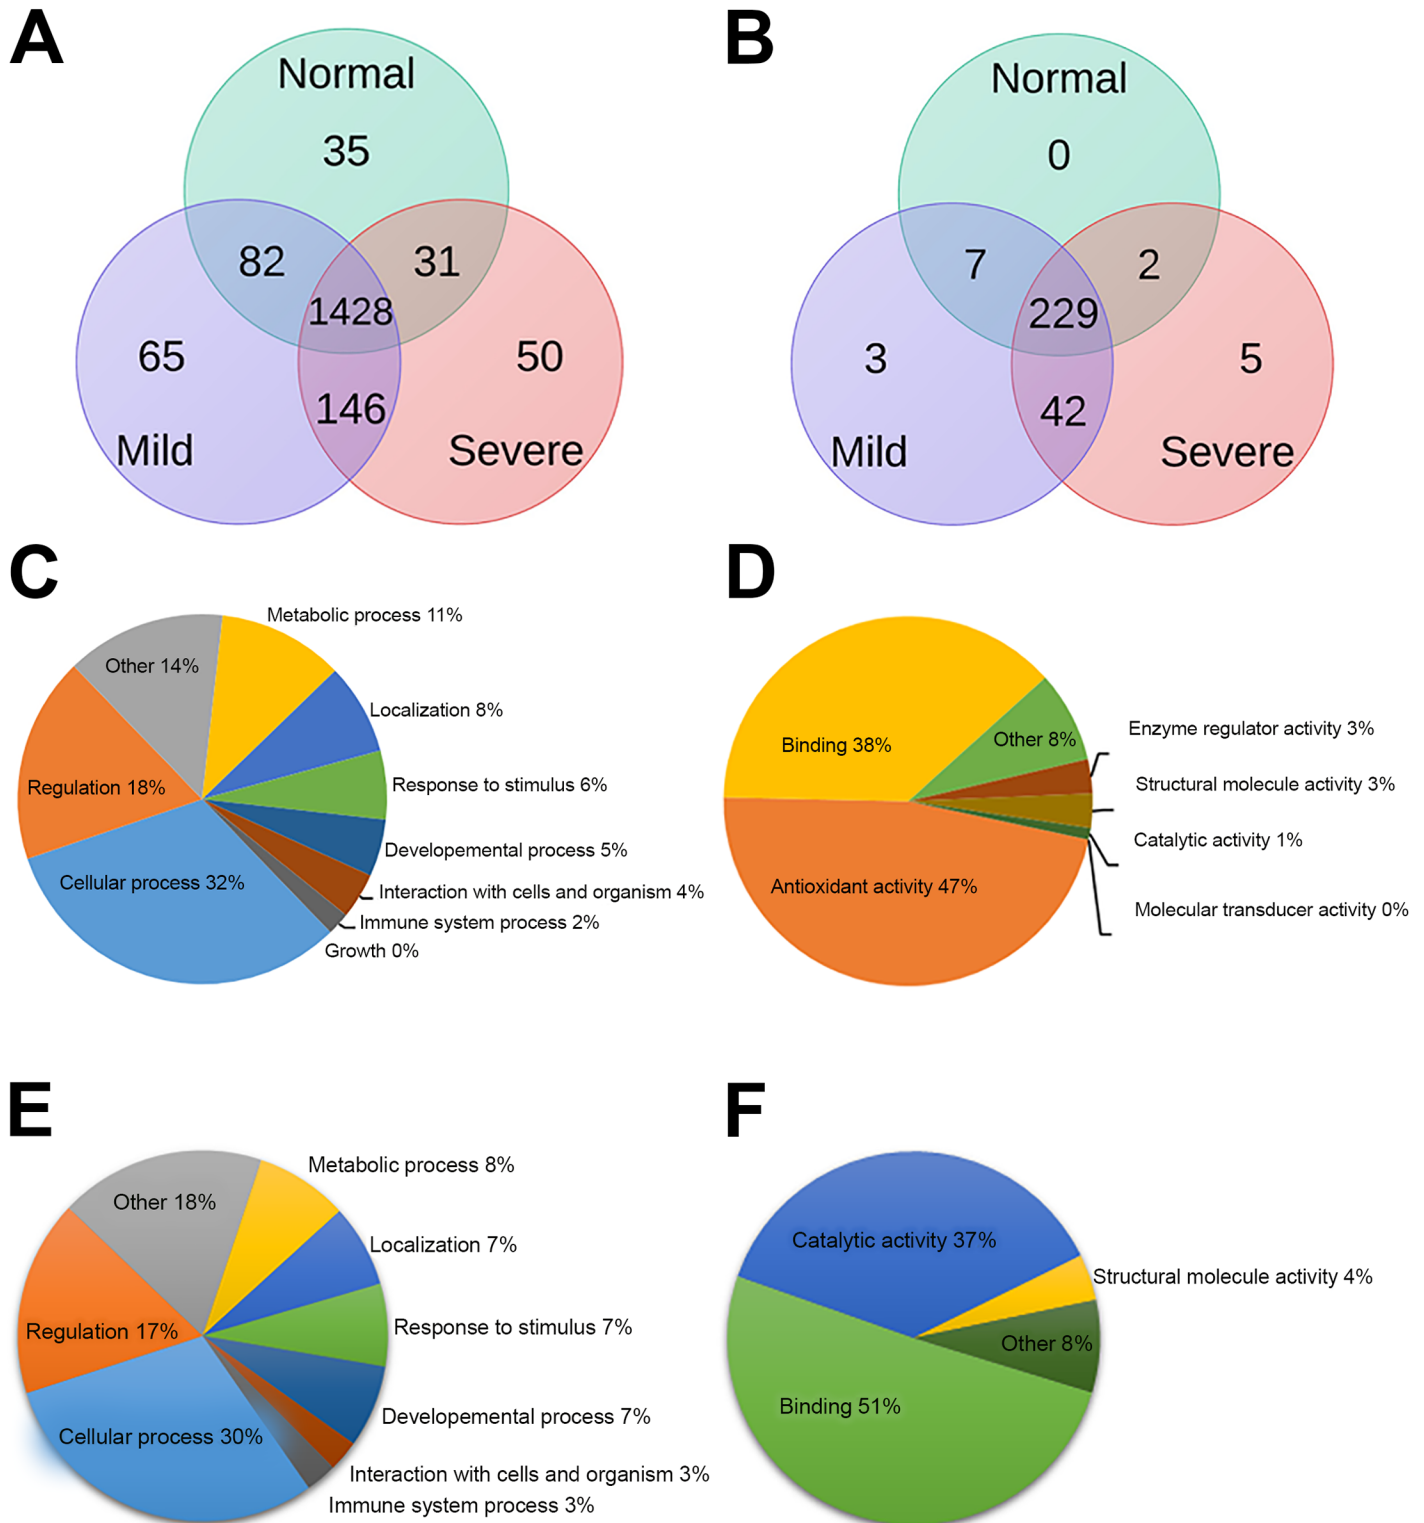 A
Normal
35
82
31
1428
65
50
146
Mild
Severe
B
Normal
0
7
2
229
3
5
42
Mild
Severe
C
Metabolic process 11%
Other 14%
Localization 8%
Regulation 18%
Response to stimulus 6%
Developemental process 5%
Cellular process 32%
Interaction with cells and organism 4%
Immune system process 2%
Growth 0%
D
Enzyme regulator activity 3%
Other 8%
Binding 38%
Structural molecule activity 3%
Catalytic activity 1%
Antioxidant activity 47%
Molecular transducer activity 0%
E
Metabolic process 8%
Other 18%
Localization 7%
Response to stimulus 7%
Regulation 17%
Developemental process 7%
Cellular process 30%
Interaction with cells and organism 3%
Immune system process 3%
F
Catalytic activity 37%
Structural molecule activity 4%
Other 8%
Binding 51%